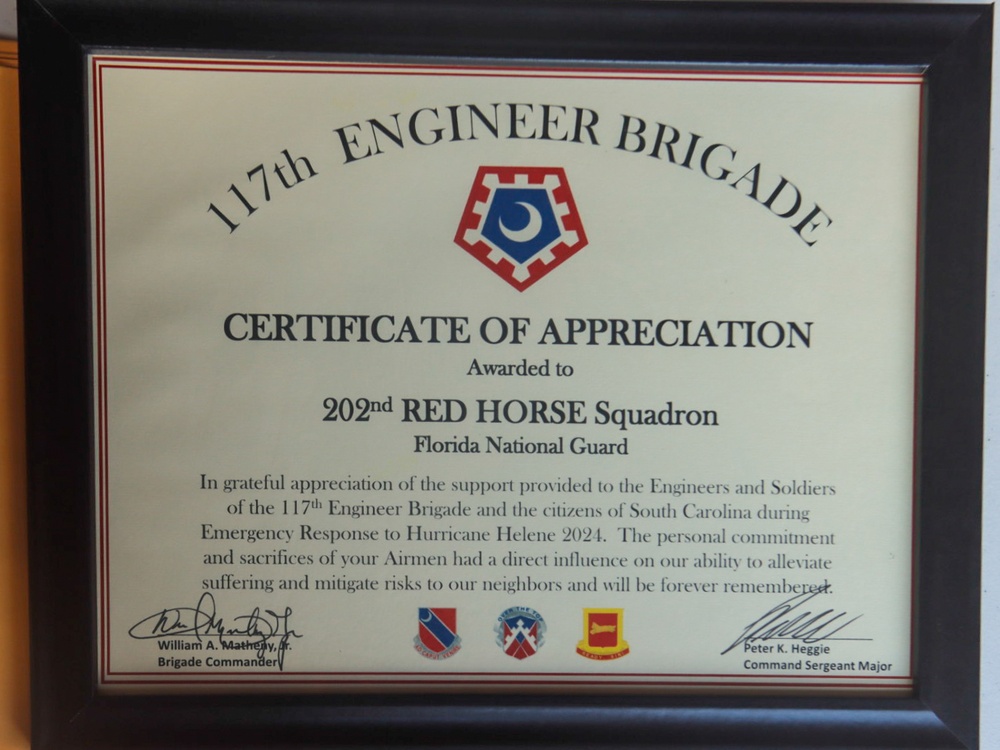 117th ENGINEER BRIGADE
CERTIFICATE OF APPRECIATION
Awarded to
202nd RED HORSE Squadron
Florida National Guard
In grateful appreciation of the support provided to the Engineers and Soldiers
of the 117th Engineer Brigade and the citizens of South Carolina during
Emergency Response to Hurricane Helene 2024. The personal commitment
and sacrifices of your Airmen had a direct influence on our ability to alleviate
suffering and mitigate risks to our neighbors and will be forever remembered.
William A. Matheny, Jr.
Brigade Commander
Peter K. Heggie
Command Sergeant Major